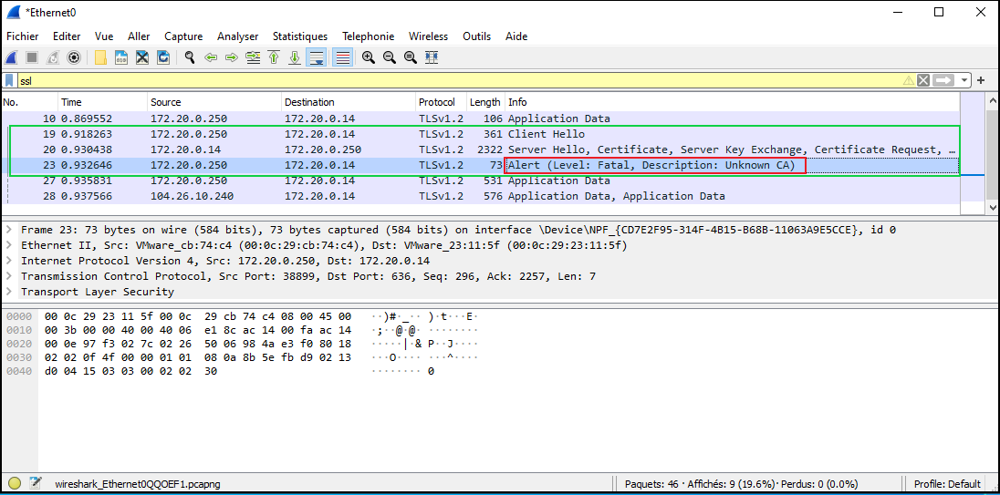 *Ethernet0
Fichier Editer Vue Aller Capture Analyser Statistiques Telephonie Wireless Outils Aide
ssl
No. Time Source Destination Protocol Length Info
10 0.869552 172.20.0.250 172.20.0.14 TLSv1.2 106 Application Data
19 0.918263 172.20.0.250 172.20.0.14 TLSv1.2 361 Client Hello
20 0.930438 172.20.0.14 172.20.0.250 TLSv1.2 2322 Server Hello, Certificate, Server Key Exchange, Certificate Request, …
23 0.932646 172.20.0.250 172.20.0.14 TLSv1.2 73 Alert (Level: Fatal, Description: Unknown CA)
27 0.935831 172.20.0.250 172.20.0.14 TLSv1.2 531 Application Data
28 0.937566 104.26.10.240 172.20.0.14 TLSv1.2 576 Application Data, Application Data
Frame 23: 73 bytes on wire (584 bits), 73 bytes captured (584 bits) on interface \Device\NPF_{CD7E2F95-314F-4B15-B68B-11063A9E5CCE}, id 0
Ethernet II, Src: VMware_cb:74:c4 (00:0c:29:cb:74:c4), Dst: VMware_23:11:5f (00:0c:29:23:11:5f)
Internet Protocol Version 4, Src: 172.20.0.250, Dst: 172.20.0.14
Transmission Control Protocol, Src Port: 38899, Dst Port: 636, Seq: 296, Ack: 2257, Len: 7
Transport Layer Security
0000 00 0c 29 23 11 5f 00 0c 29 cb 74 c4 08 00 45 00 ··)#·_·· )·t···E·
0010 00 3b 00 00 40 00 40 06 e1 8c ac 14 00 fa ac 14 ·;··@·@· ········
0020 00 0e 97 f3 02 7c 02 26 50 06 98 4a e3 f0 80 18 ·····|·& P··J····
0030 02 02 0f 4f 00 00 01 01 08 0a 8b 5e fb d9 02 13 ···O···· ···^····
0040 d0 04 15 03 03 00 02 02 30 ········ 0
wireshark_Ethernet0QQOEF1.pcapng Paquets: 46 · Affichés: 9 (19.6%) · Perdus: 0 (0.0%) Profile: Default